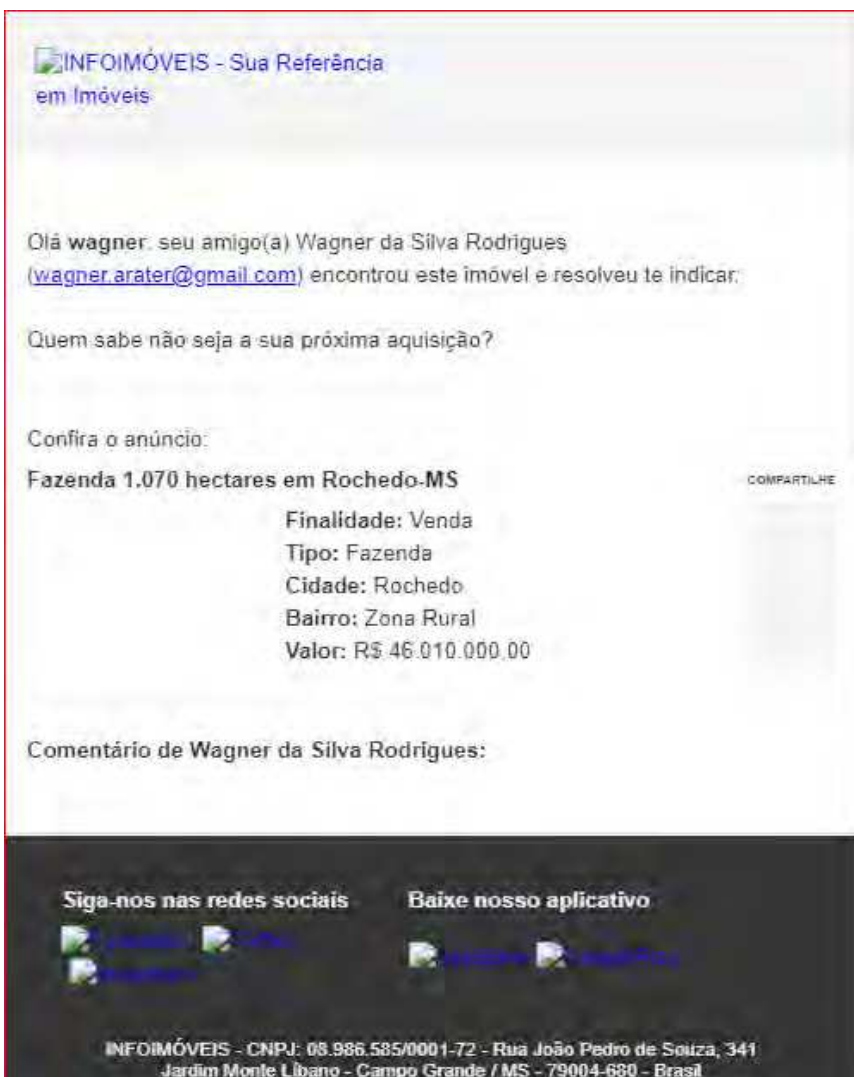 INFOIMÓVEIS - Sua Referência
em Imóveis
Olá wagner. seu amigo(a) Wagner da Silva Rodrigues
(wagner.arater@gmail.com) encontrou este imóvel e resolveu te indicar.
Quem sabe não seja a sua próxima aquisição?
Confira o anúncio:
Fazenda 1.070 hectares em Rochedo-MS
COMPARTILHE
Finalidade: Venda
Tipo: Fazenda
Cidade: Rochedo
Bairro: Zona Rural
Valor: R$ 46.010.000,00
Comentário de Wagner da Silva Rodrigues:
Siga-nos nas redes sociais Baixe nosso aplicativo
INFOIMÓVEIS - CNPJ: 08.986.585/0001-72 - Rua João Pedro de Souza, 341
Jardim Monte Líbano - Campo Grande / MS - 79004-680 - Brasil